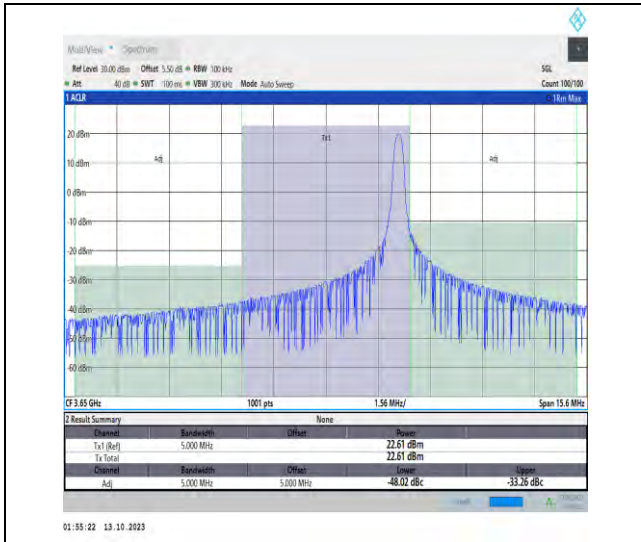 MultiView Spectrum
Ref Level 30.00 dBm Offset 5.50 dB RBW 100 kHz SGL
Att 40 dB SWT 100 ms VBW 300 kHz Mode Auto Sweep Count 100/100
1 ACLR 1Rm Max
Tx1
20 dBm
Adj Adj
10 dBm
0 dBm
-10 dBm
-20 dBm
-30 dBm
-40 dBm
-50 dBm
-60 dBm
CF 3.65 GHz 1001 pts 1.56 MHz/ Span 15.6 MHz
2 Result Summary None
Channel Bandwidth Offset Power
Tx1 (Ref) 5.000 MHz 22.61 dBm
Tx Total 22.61 dBm
Channel Bandwidth Offset Lower Upper
Adj 5.000 MHz 5.000 MHz -48.02 dBc -33.26 dBc
01:55:22 13.10.2023